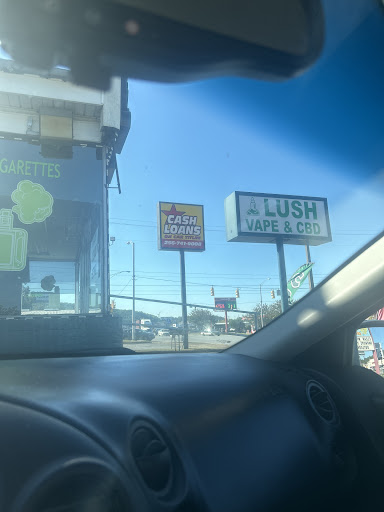 GARETTES
CASH
LOANS
LUSH
VAPE & CBD